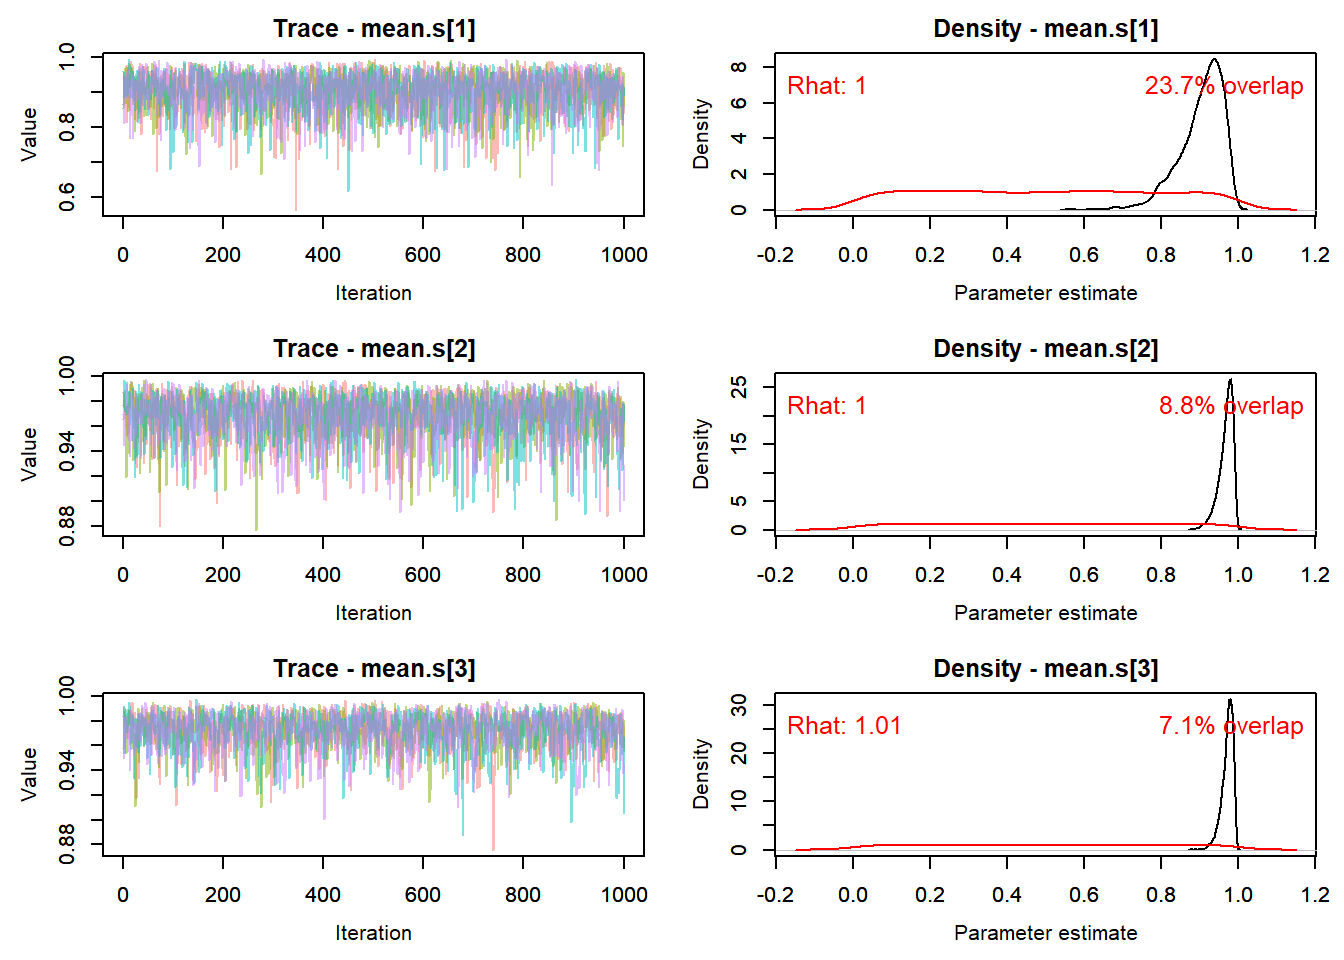 Trace - mean.s[1]
Value
0.6 0.8 1.0
0 200 400 600 800 1000
Iteration
Density - mean.s[1]
Rhat: 1 23.7% overlap
Density
0 2 4 6 8
-0.2 0.0 0.2 0.4 0.6 0.8 1.0 1.2
Parameter estimate
Trace - mean.s[2]
Value
0.88 0.94 1.00
0 200 400 600 800 1000
Iteration
Density - mean.s[2]
Rhat: 1 8.8% overlap
Density
0 5 15 25
-0.2 0.0 0.2 0.4 0.6 0.8 1.0 1.2
Parameter estimate
Trace - mean.s[3]
Value
0.88 0.94 1.00
0 200 400 600 800 1000
Iteration
Density - mean.s[3]
Rhat: 1.01 7.1% overlap
Density
0 10 20 30
-0.2 0.0 0.2 0.4 0.6 0.8 1.0 1.2
Parameter estimate